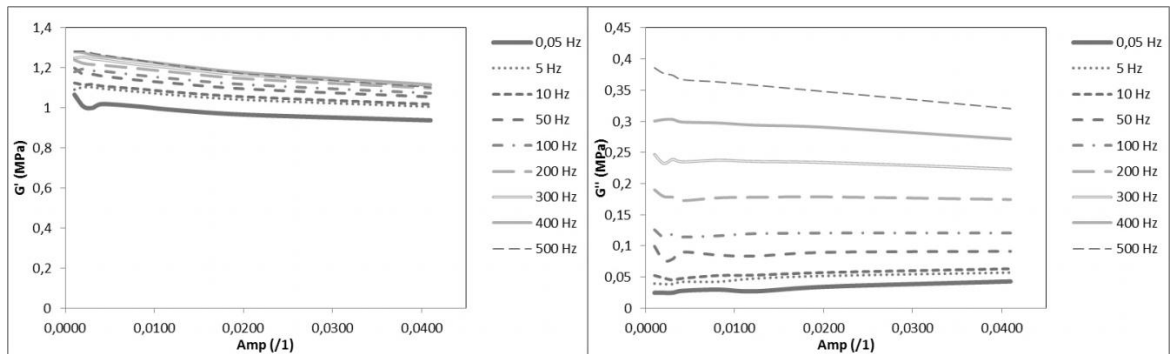 1,4
1,2
1
0,8
0,6
0,4
0,2
0
G' (MPa)
0,0000
0,0100
0,0200
0,0300
0,0400
Amp (/1)
0,05 Hz
5 Hz
10 Hz
50 Hz
100 Hz
200 Hz
300 Hz
400 Hz
500 Hz
0,45
0,4
0,35
0,3
0,25
0,2
0,15
0,1
0,05
0
G'' (MPa)
0,0000
0,0100
0,0200
0,0300
0,0400
Amp (/1)
0,05 Hz
5 Hz
10 Hz
50 Hz
100 Hz
200 Hz
300 Hz
400 Hz
500 Hz